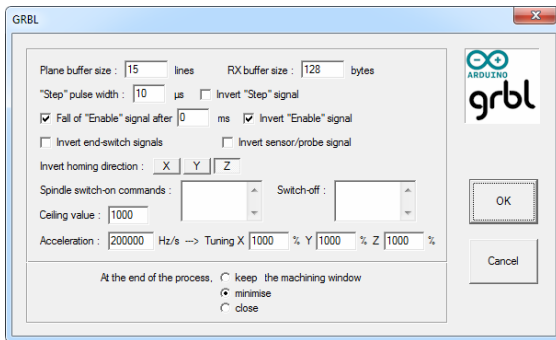 GRBL
Plane buffer size : 15 lines RX buffer size : 128 bytes
"Step" pulse width : 10 µs Invert "Step" signal
Fall of "Enable" signal after 0 ms Invert "Enable" signal
Invert end-switch signals Invert sensor/probe signal
Invert homing direction : X Y Z
Spindle switch-on commands : Switch-off :
Ceiling value : 1000
Acceleration : 200000 Hz/s ---> Tuning X 1000 % Y 1000 % Z 1000 %
At the end of the process, keep the machining window
minimise
close
ARDUINO
grbl
OK
Cancel